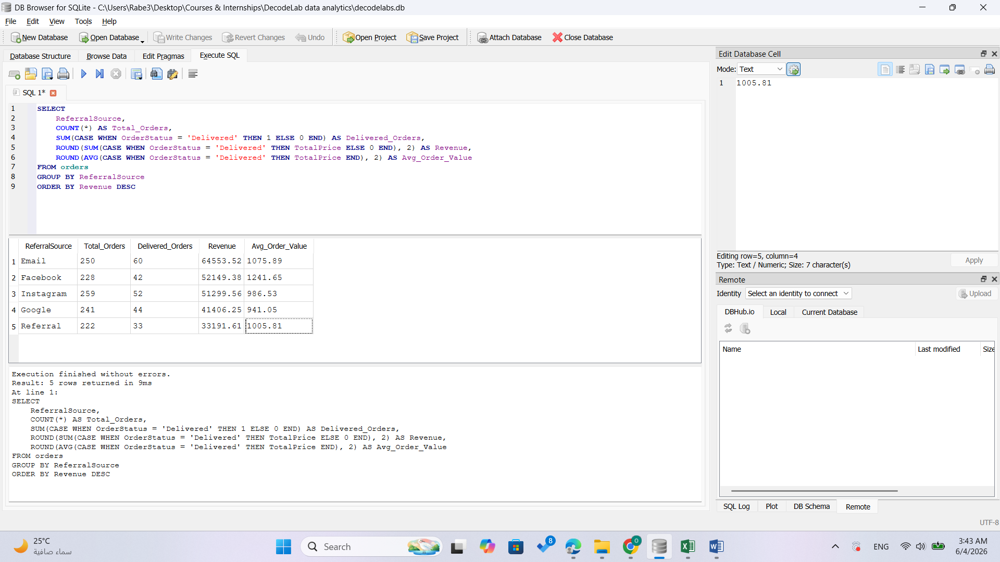 DB Browser for SQLite - C:\Users\Rabe3\Desktop\Courses & Internships\DecodeLab data analytics\decodelabs.db
File Edit View Tools Help
New Database Open Database Write Changes Revert Changes Undo Open Project Save Project Attach Database Close Database
Database Structure Browse Data Edit Pragmas Execute SQL
SQL 1*
1 SELECT
2 ReferralSource,
3 COUNT(*) AS Total_Orders,
4 SUM(CASE WHEN OrderStatus = 'Delivered' THEN 1 ELSE 0 END) AS Delivered_Orders,
5 ROUND(SUM(CASE WHEN OrderStatus = 'Delivered' THEN TotalPrice ELSE 0 END), 2) AS Revenue,
6 ROUND(AVG(CASE WHEN OrderStatus = 'Delivered' THEN TotalPrice END), 2) AS Avg_Order_Value
7 FROM orders
8 GROUP BY ReferralSource
9 ORDER BY Revenue DESC
ReferralSource Total_Orders Delivered_Orders Revenue Avg_Order_Value
1 Email 250 60 64553.52 1075.89
2 Facebook 228 42 52149.38 1241.65
3 Instagram 259 52 51299.56 986.53
4 Google 241 44 41406.25 941.05
5 Referral 222 33 33191.61 1005.81
Execution finished without errors.
Result: 5 rows returned in 9ms
At line 1:
SELECT
ReferralSource,
COUNT(*) AS Total_Orders,
SUM(CASE WHEN OrderStatus = 'Delivered' THEN 1 ELSE 0 END) AS Delivered_Orders,
ROUND(SUM(CASE WHEN OrderStatus = 'Delivered' THEN TotalPrice ELSE 0 END), 2) AS Revenue,
ROUND(AVG(CASE WHEN OrderStatus = 'Delivered' THEN TotalPrice END), 2) AS Avg_Order_Value
FROM orders
GROUP BY ReferralSource
ORDER BY Revenue DESC
Edit Database Cell
Mode: Text
1 1005.81
Editing row=5, column=4
Type: Text / Numeric; Size: 7 character(s)
Apply
Remote
Identity Select an identity to connect Upload
DBHub.io Local Current Database
Name Last modified Size
SQL Log Plot DB Schema Remote
UTF-8
25°C
سماء صافية
Search
8
0
ENG
3:43 AM
6/4/2026